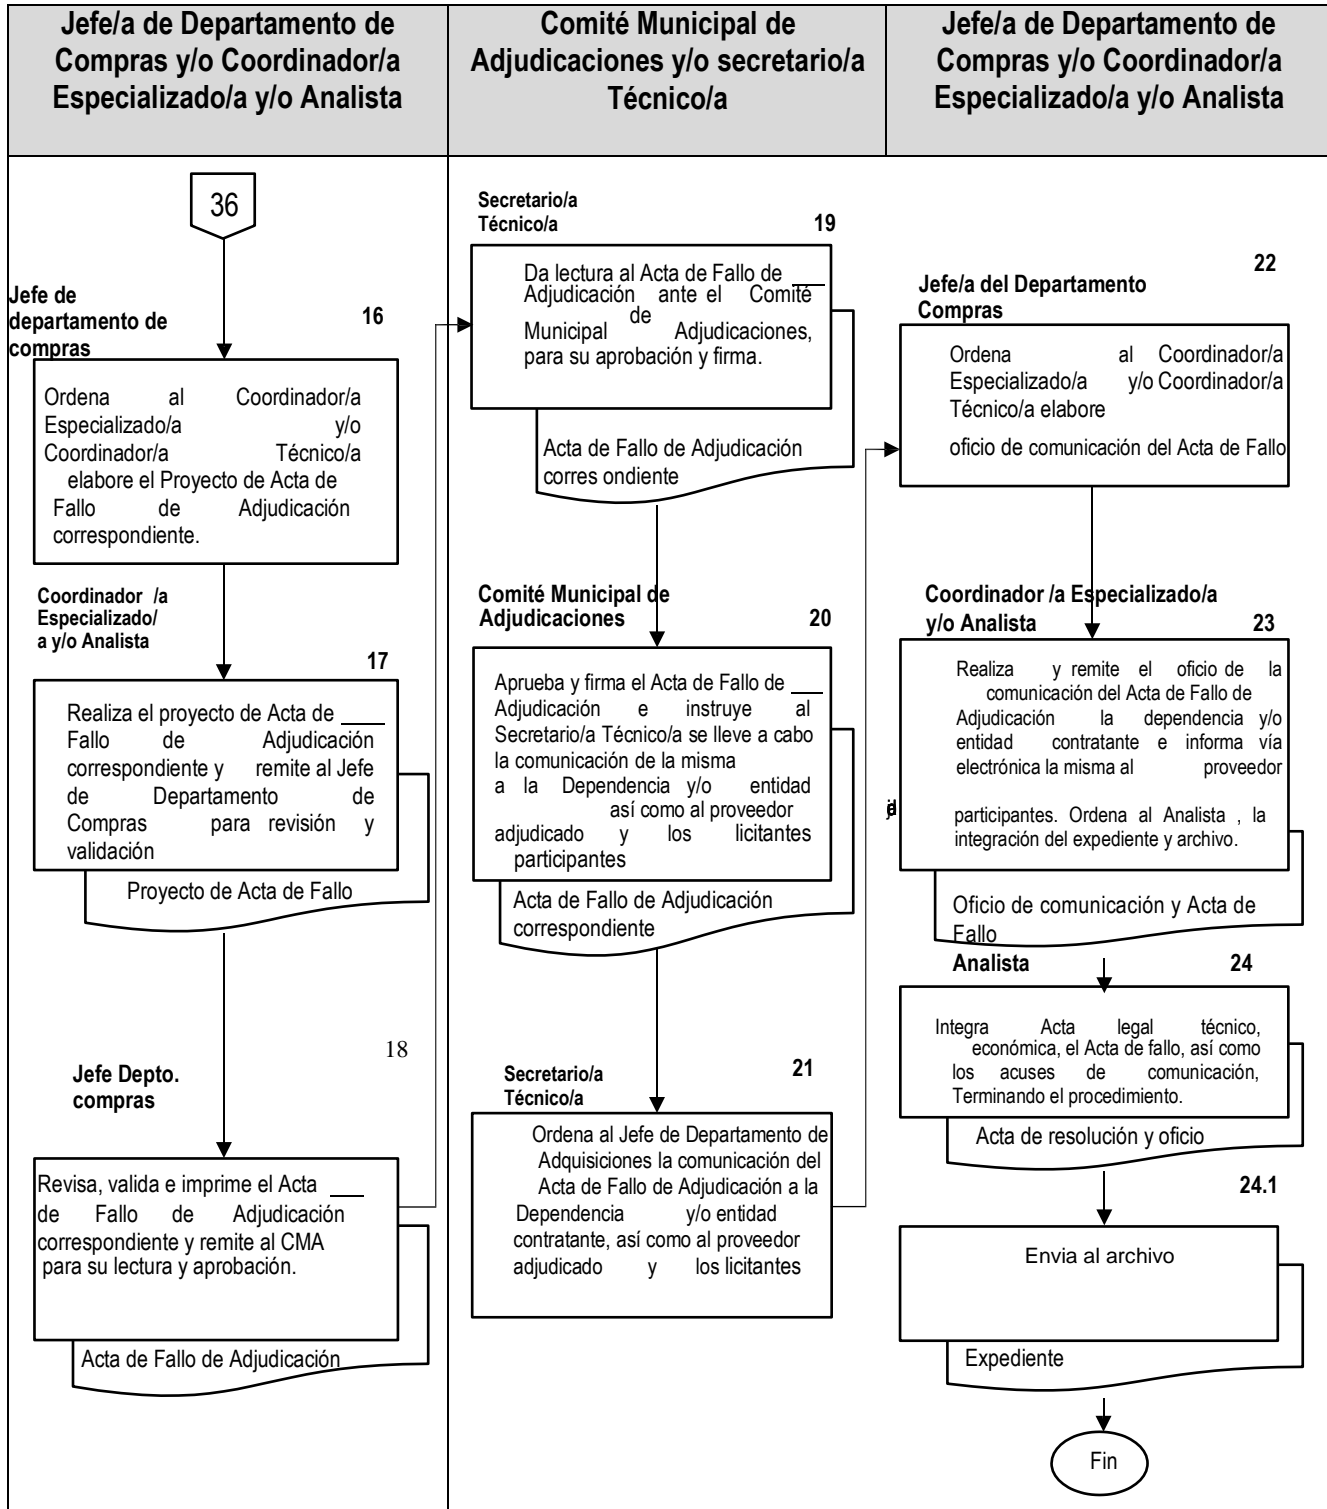 Jefe/a de Departamento de
Compras y/o Coordinador/a
Especializado/a y/o Analista
Comité Municipal de
Adjudicaciones y/o secretario/a
Técnico/a
Jefe/a de Departamento de
Compras y/o Coordinador/a
Especializado/a y/o Analista
36
Jefe de
departamento de
compras
16
Ordena al Coordinador/a
Especializado/a y/o
Coordinador/a Técnico/a
elabore el Proyecto de Acta de
Fallo de Adjudicación
correspondiente.
Coordinador /a
Especializado/
a y/o Analista
17
Realiza el proyecto de Acta de
Fallo de Adjudicación
correspondiente y remite al Jefe
de Departamento de
Compras para revisión y
validación
Proyecto de Acta de Fallo
18
Jefe Depto.
compras
Revisa, valida e imprime el Acta
de Fallo de Adjudicación
correspondiente y remite al CMA
para su lectura y aprobación.
Acta de Fallo de Adjudicación
Secretario/a
Técnico/a
19
Da lectura al Acta de Fallo de
Adjudicación ante el Comité
de
Municipal Adjudicaciones,
para su aprobación y firma.
Acta de Fallo de Adjudicación
corres ondiente
Comité Municipal de
Adjudicaciones
20
Aprueba y firma el Acta de Fallo de
Adjudicación e instruye al
Secretario/a Técnico/a se lleve a cabo
la comunicación de la misma
a la Dependencia y/o entidad
así como al proveedor
adjudicado y los licitantes
participantes
Acta de Fallo de Adjudicación
correspondiente
Secretario/a
Técnico/a
21
Ordena al Jefe de Departamento de
Adquisiciones la comunicación del
Acta de Fallo de Adjudicación a la
Dependencia y/o entidad
contratante, así como al proveedor
adjudicado y los licitantes
22
Jefe/a del Departamento
Compras
Ordena al Coordinador/a
Especializado/a y/o Coordinador/a
Técnico/a elabore
oficio de comunicación del Acta de Fallo
Coordinador /a Especializado/a
y/o Analista
23
Realiza y remite el oficio de la
comunicación del Acta de Fallo de
Adjudicación la dependencia y/o
entidad contratante e informa vía
electrónica la misma al proveedor
participantes. Ordena al Analista , la
integración del expediente y archivo.
Oficio de comunicación y Acta de
Fallo
Analista
24
Integra Acta legal técnico,
económica, el Acta de fallo, así como
los acuses de comunicación,
Terminando el procedimiento.
Acta de resolución y oficio
24.1
Envia al archivo
Expediente
Fin